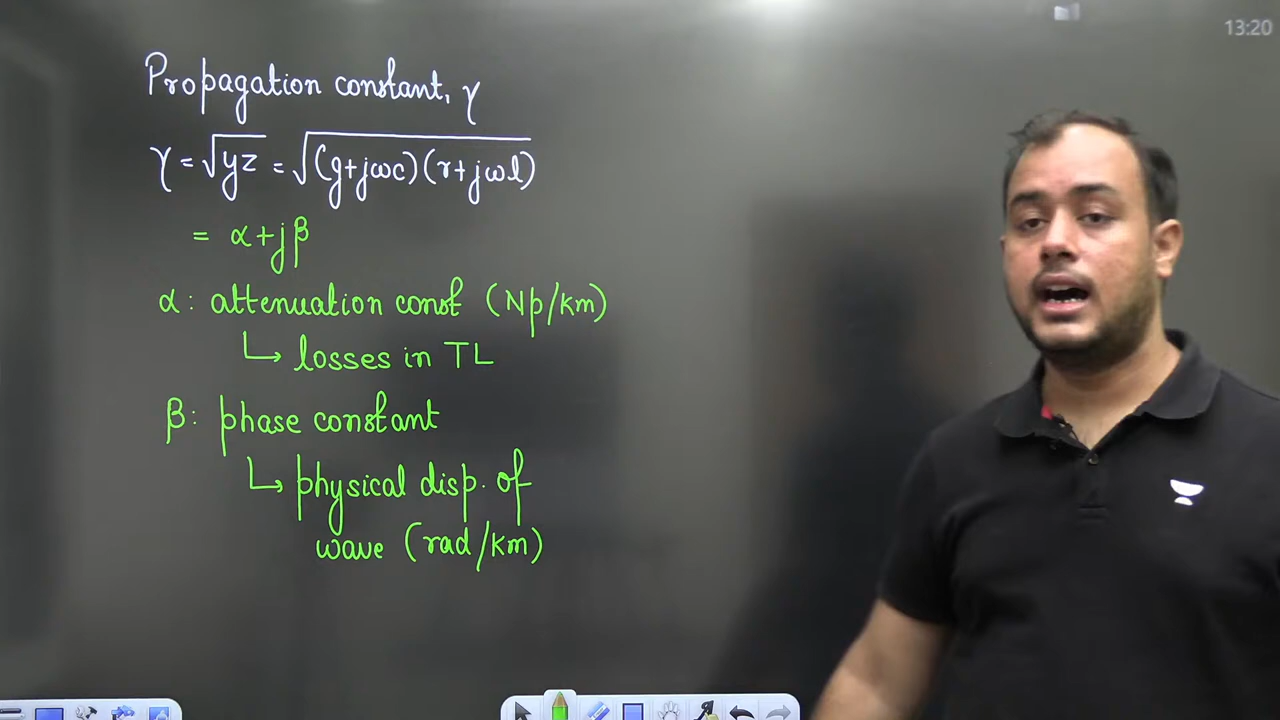 13:20
Propagation constant, γ
γ = √yz = √(g+jωc)(r+jωl)
= α+jβ
α: attenuation const (Np/km)
↳ losses in TL
β: phase constant
↳ physical disp. of
wave (rad/km)